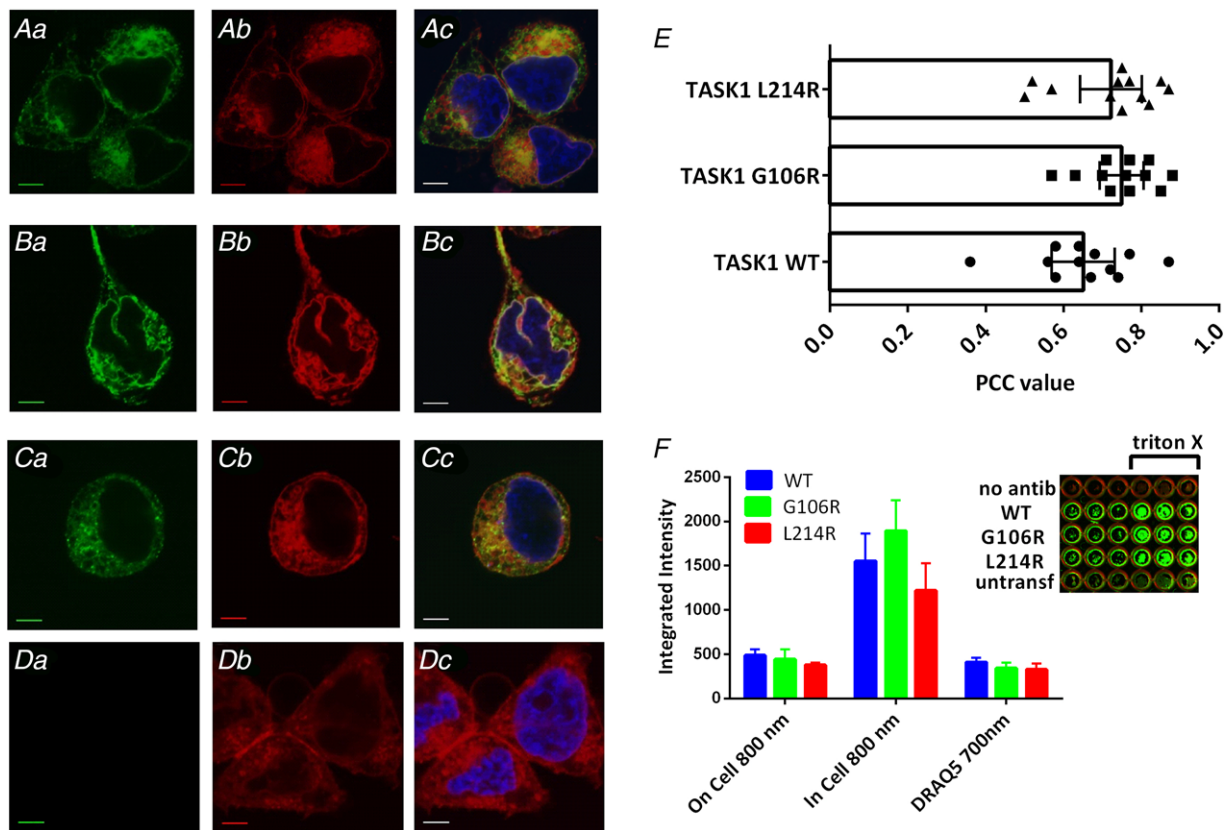 Aa
Ab
Ac
Ba
Bb
Bc
Ca
Cb
Cc
Da
Db
Dc
E
TASK1 L214R
TASK1 G106R
TASK1 WT
0.0
0.2
0.4
0.6
0.8
1.0
PCC value
F
2500
2000
1500
1000
500
0
Integrated Intensity
WT
G106R
L214R
On Cell 800 nm
In Cell 800 nm
DRAQ5 700nm
triton X
no antib
WT
G106R
L214R
untransf